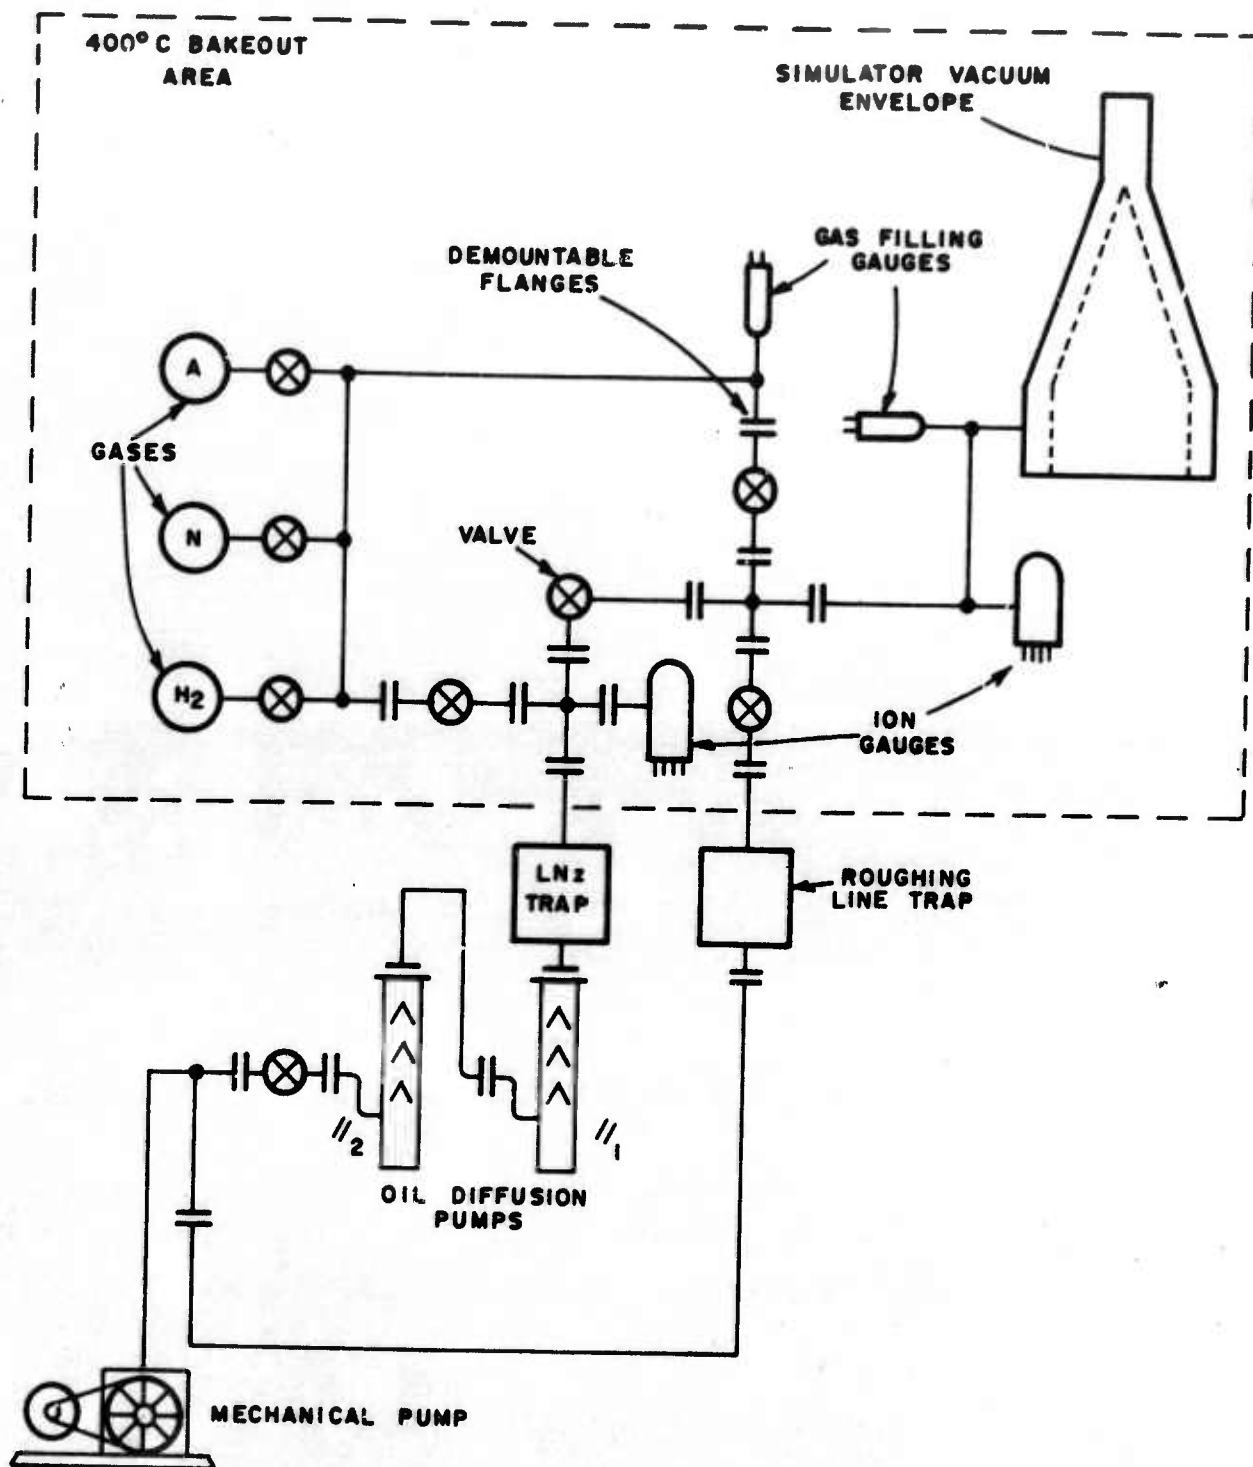 400°C BAKEOUT
AREA
SIMULATOR VACUUM
ENVELOPE
DEMOUNTABLE
FLANGES
GAS FILLING
GAUGES
A
GASES
N
VALVE
H2
ION
GAUGES
LN2
TRAP
ROUGHING
LINE TRAP
//2
//1
OIL DIFFUSION
PUMPS
MECHANICAL PUMP